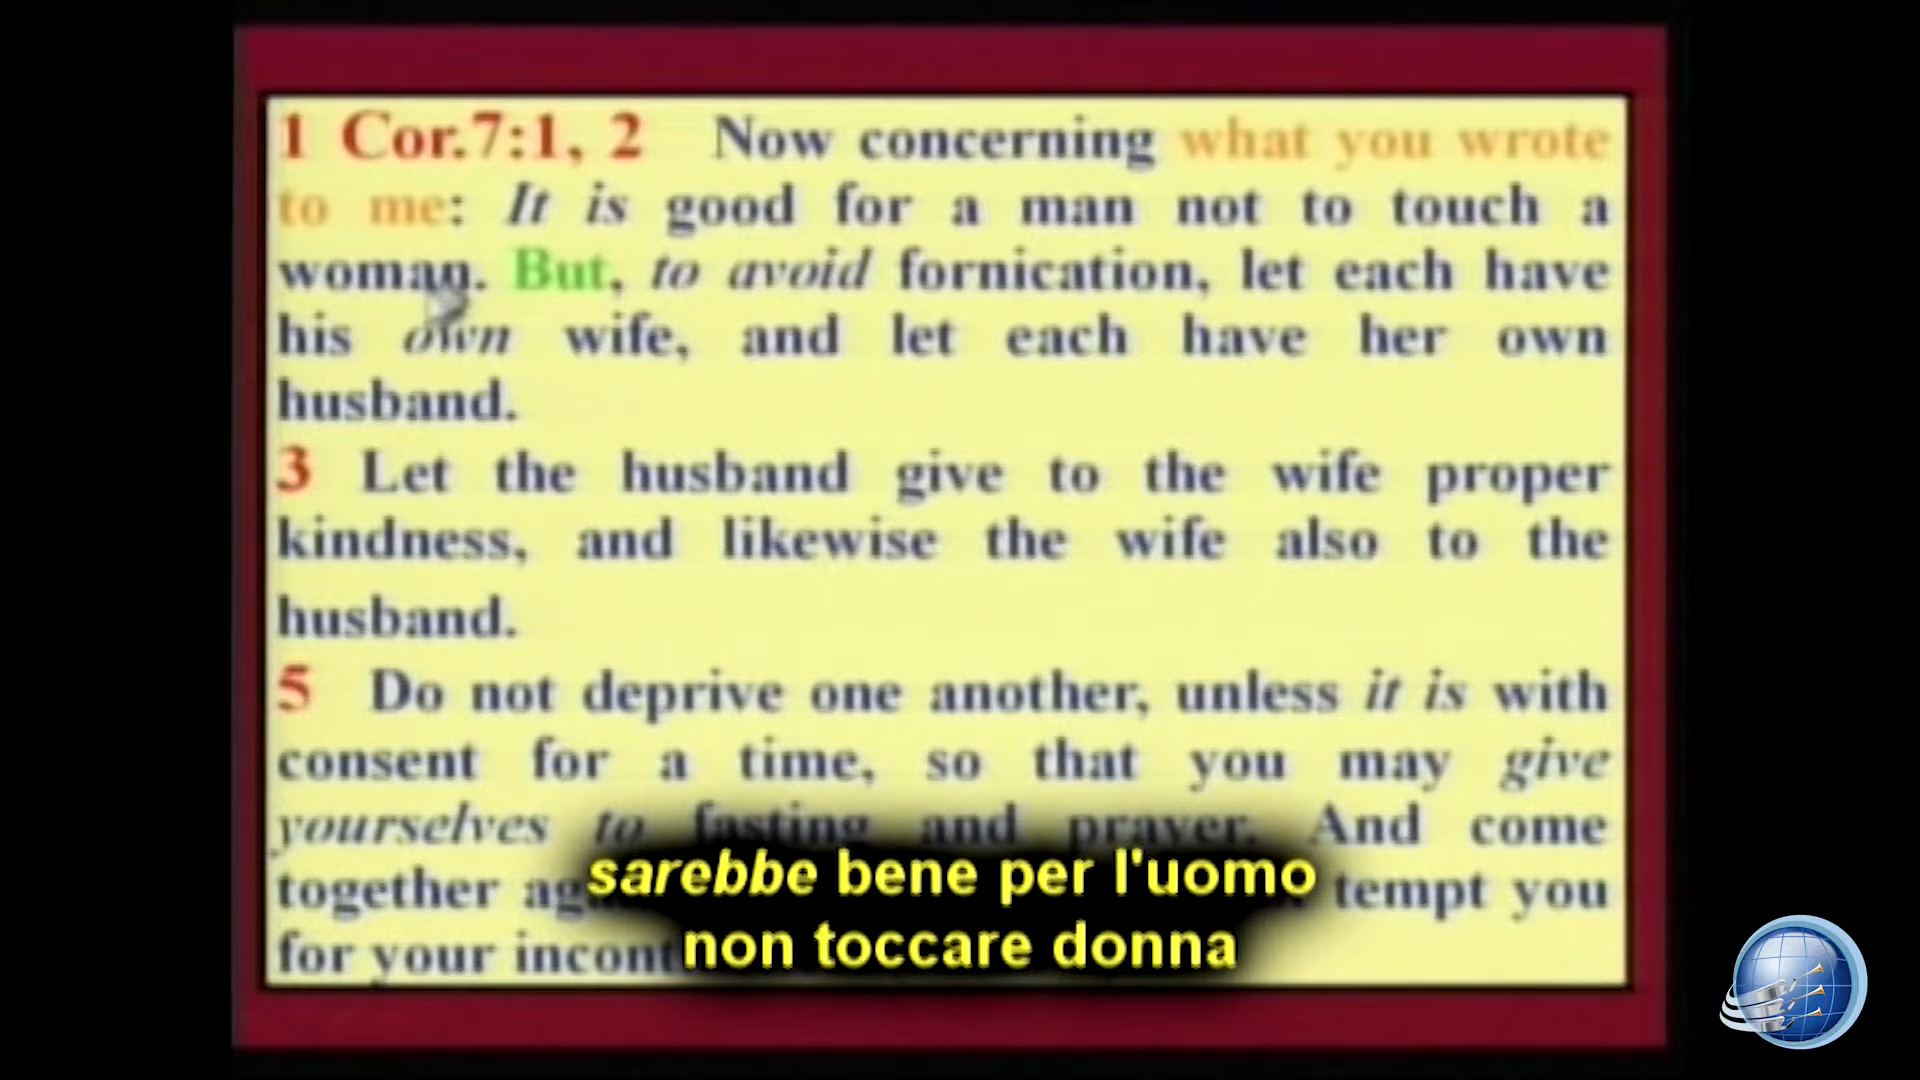 1 Cor.7:1, 2 Now concerning what you wrote
to me: It is good for a man not to touch a
woman. But, to avoid fornication, let each have
his own wife, and let each have her own
husband.
3 Let the husband give to the wife proper
kindness, and likewise the wife also to the
husband.
5 Do not deprive one another, unless it is with
consent for a time, so that you may give
yourselves to fasting and prayer. And come
together tempt you
for your
sarebbe bene per l'uomo
non toccare donna